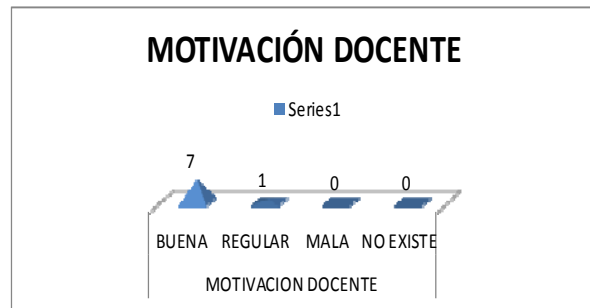 MOTIVACIÓN DOCENTE
Series1
7 1 0 0
BUENA REGULAR MALA NO EXISTE
MOTIVACION DOCENTE